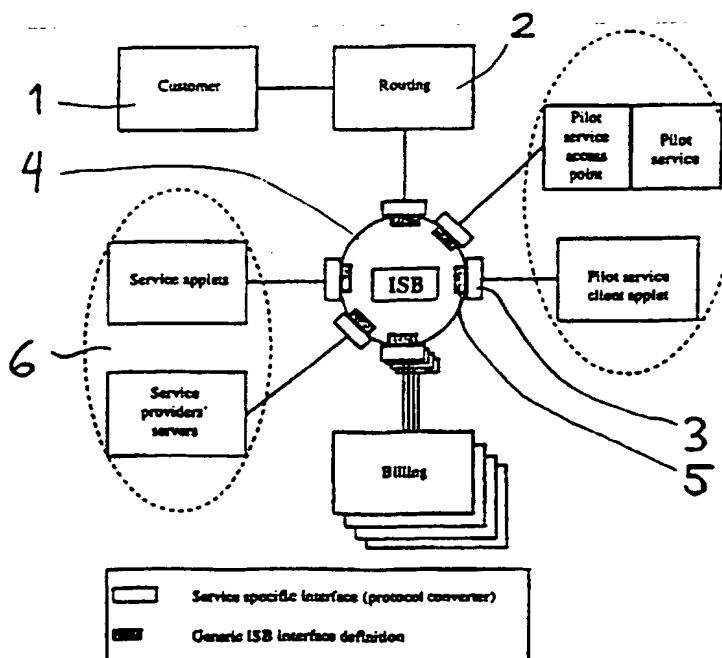 2
1
Customer
Routing
Pilot
service
access
point
Pilot
service
4
Service applets
ISB
Pilot service
client applet
6
Service
providers'
servers
3
5
Billing
Service specific interface (protocol converter)
Generic ISB interface definition